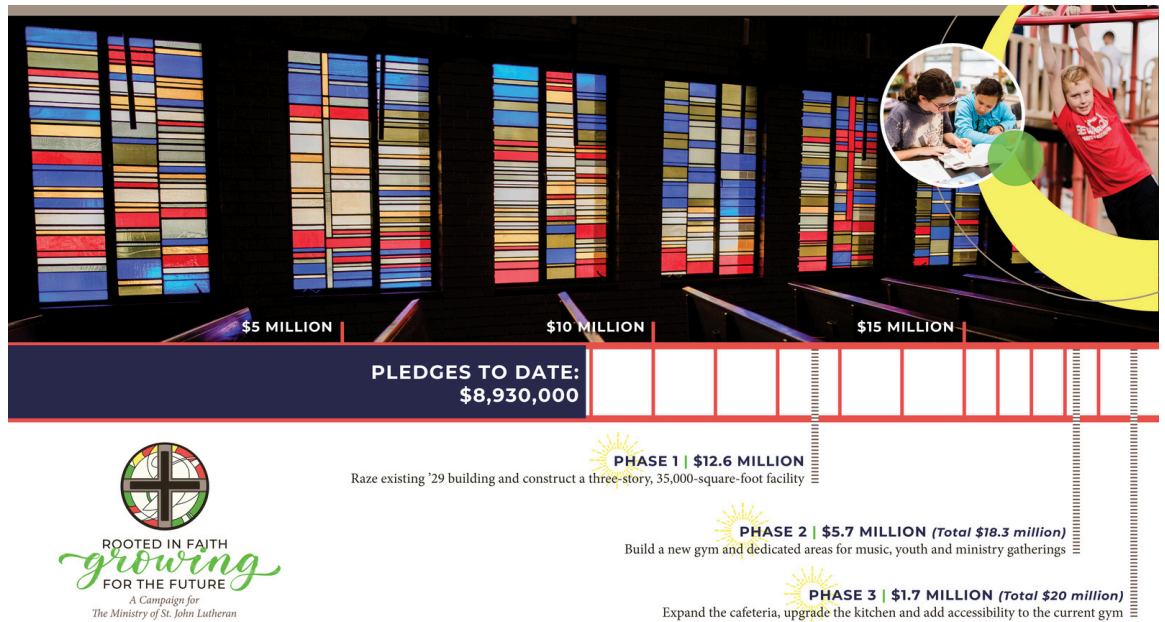 $5 MILLION
$10 MILLION
$15 MILLION
PLEDGES TO DATE:
$8,930,000
PHASE 1 | $12.6 MILLION
Raze existing ’29 building and construct a three-story, 35,000-square-foot facility
PHASE 2 | $5.7 MILLION (Total $18.3 million)
Build a new gym and dedicated areas for music, youth and ministry gatherings
PHASE 3 | $1.7 MILLION (Total $20 million)
Expand the cafeteria, upgrade the kitchen and add accessibility to the current gym
ROOTED IN FAITH
growing
FOR THE FUTURE
A Campaign for
The Ministry of St. John Lutheran